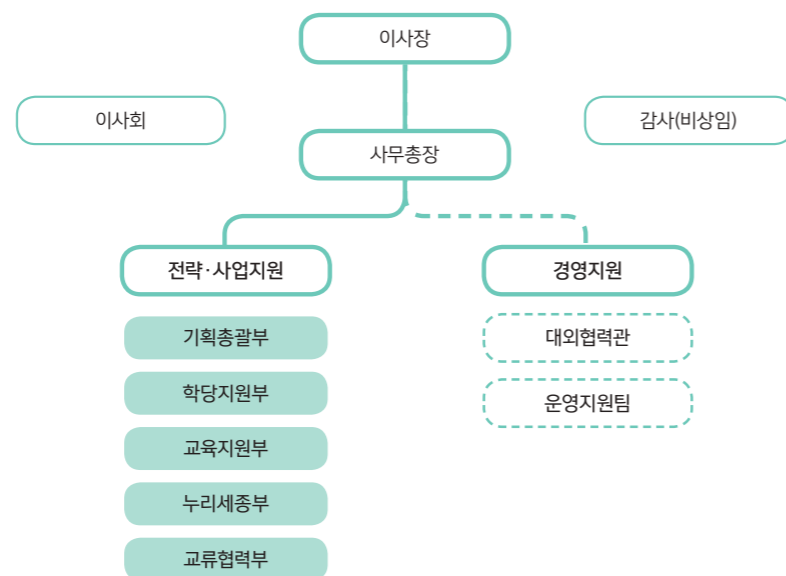 이사장
이사회
감사(비상임)
사무총장
전략·사업지원
경영지원
기획총괄부
대외협력관
학당지원부
운영지원팀
교육지원부
누리세종부
교류협력부